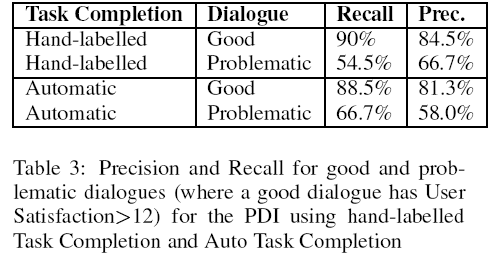 Task Completion Dialogue Recall Prec.
Hand-labelled Good 90% 84.5%
Hand-labelled Problematic 54.5% 66.7%
Automatic Good 88.5% 81.3%
Automatic Problematic 66.7% 58.0%
Table 3: Precision and Recall for good and prob-
lematic dialogues (where a good dialogue has User
Satisfaction>12) for the PDI using hand-labelled
Task Completion and Auto Task Completion